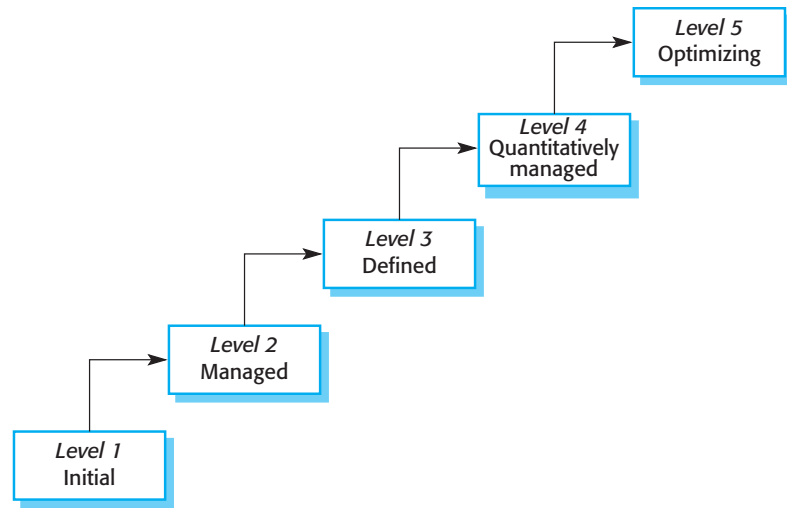 Level 5
Optimizing
Level 4
Quantitatively
managed
Level 3
Defined
Level 2
Managed
Level 1
Initial